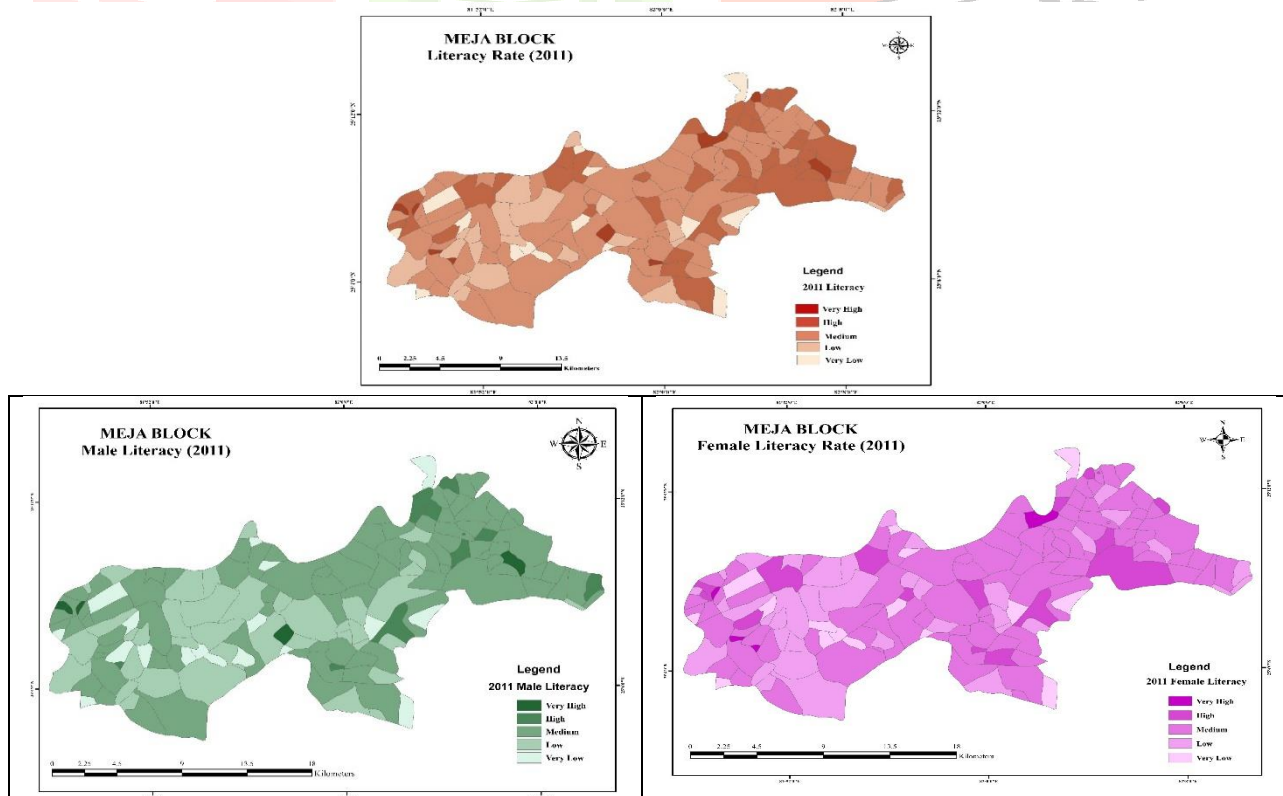 MEJA BLOCK
Literacy Rate (2011)
Legend
2011 Literacy
Very High
High
Medium
Low
Very Low
0 2.25 4.5 9 13.5
Kilometers
MEJA BLOCK
Male Literacy (2011)
N
W E
S
Legend
2011 Male Literacy
Very High
High
Medium
Low
Very Low
0 2.25 4.5 9 13.5 18
Kilometers
MEJA BLOCK
Female Literacy Rate (2011)
N
W E
S
Legend
2011 Female Literacy
Very High
High
Medium
Low
Very Low
0 2.25 4.5 9 13.5 18
Kilometers